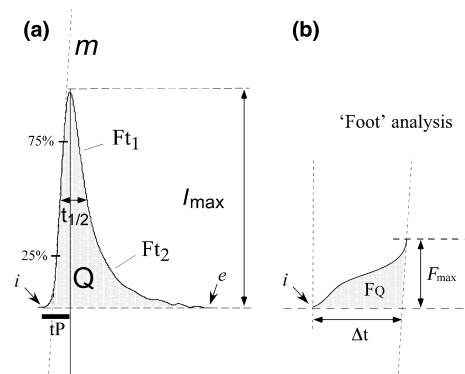 (a)
m
75%
Ft1
Imax
t1/2
Ft2
25%
Q
i
e
tP
(b)
'Foot' analysis
i
FQ
Fmax
Δt